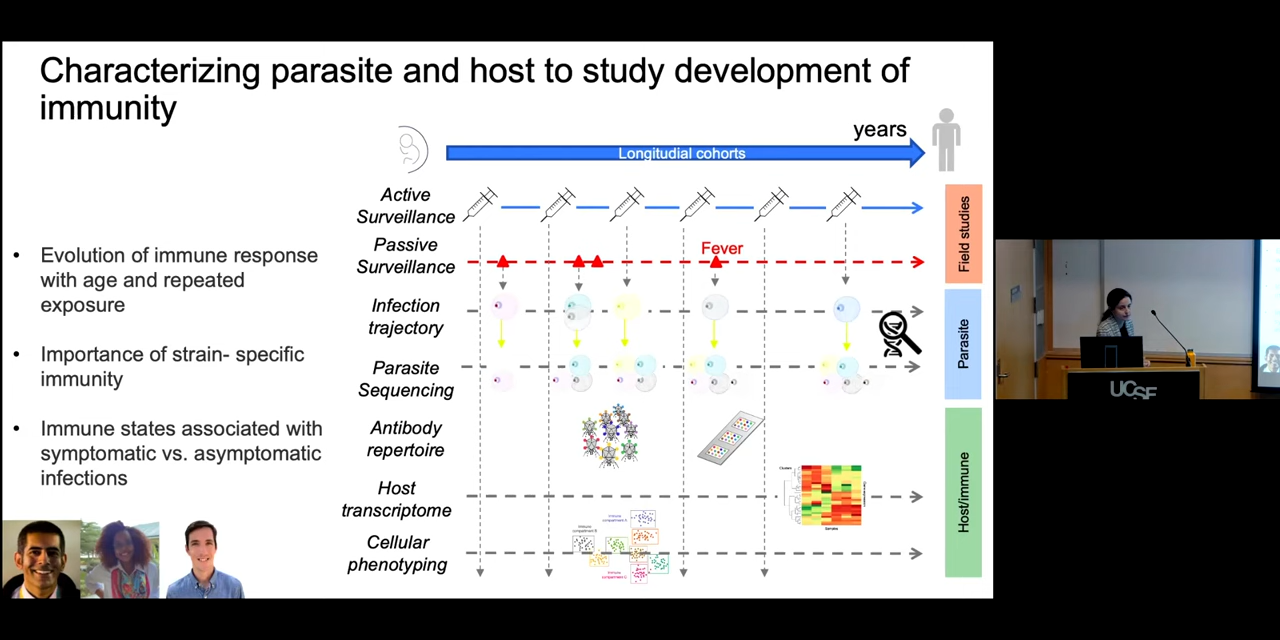 Characterizing parasite and host to study development of
immunity
years
Longitudial cohorts
Active
Surveillance
Passive
Surveillance
Fever
Infection
trajectory
Parasite
Sequencing
Antibody
repertoire
Host
transcriptome
Cellular
phenotyping
Field studies
Parasite
Host/immune
• Evolution of immune response
with age and repeated
exposure
• Importance of strain- specific
immunity
• Immune states associated with
symptomatic vs. asymptomatic
infections
Clusters
Samples
UCSF